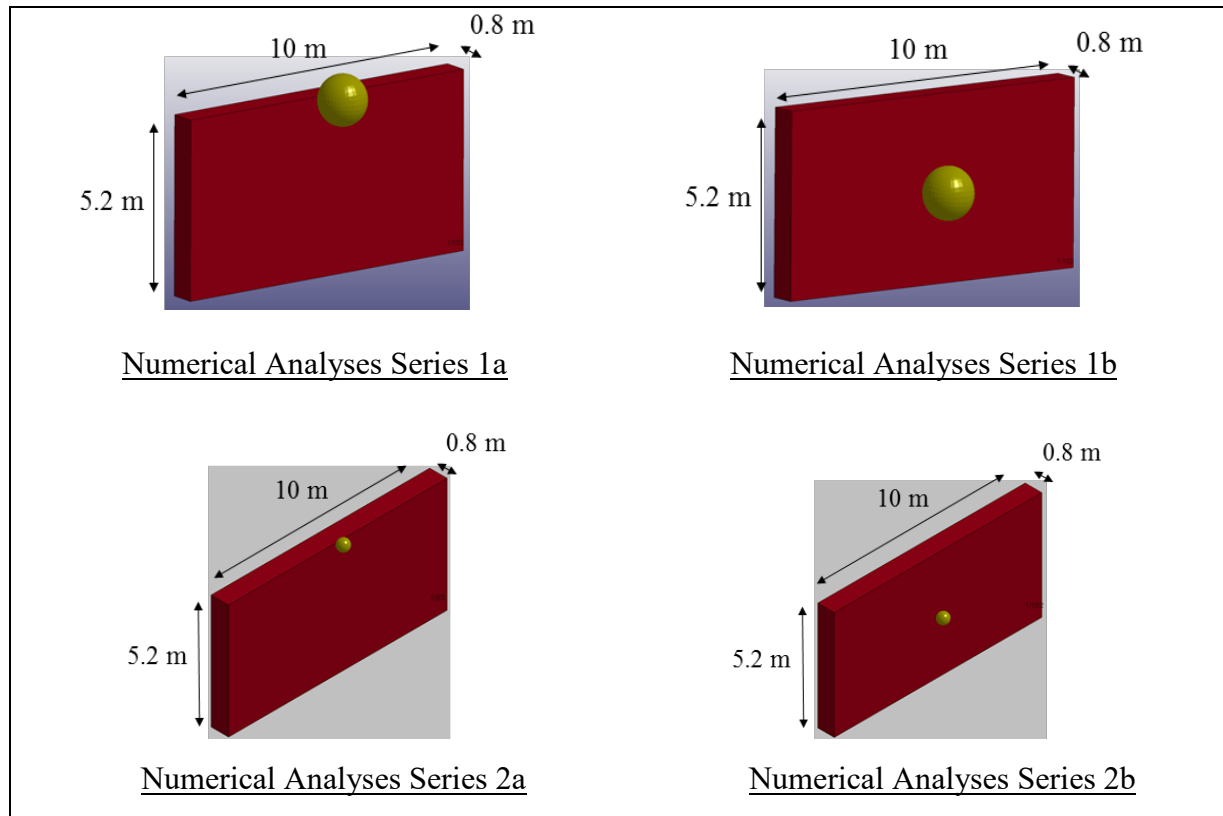 10 m
0.8 m
5.2 m
Numerical Analyses Series 1a
10 m
0.8 m
5.2 m
Numerical Analyses Series 1b
10 m
0.8 m
5.2 m
Numerical Analyses Series 2a
10 m
0.8 m
5.2 m
Numerical Analyses Series 2b